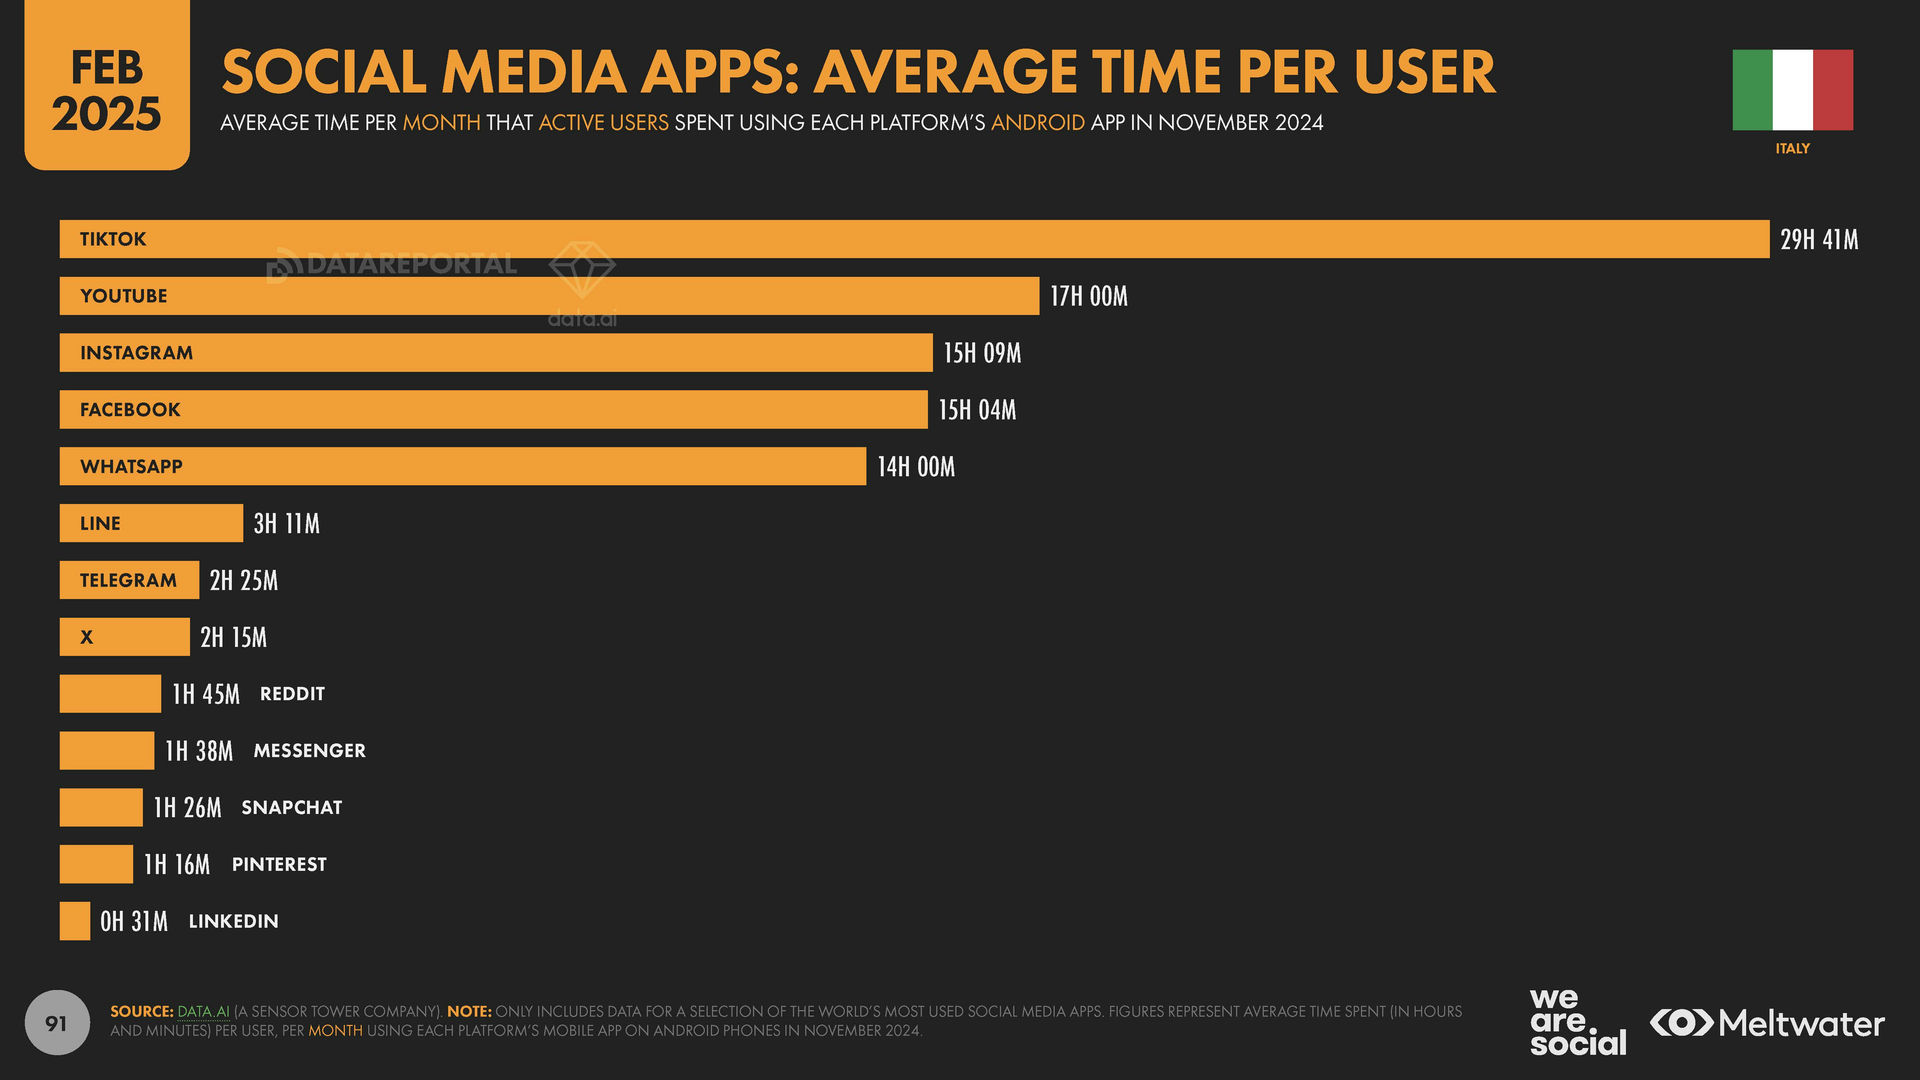 FEB
2025
SOCIAL MEDIA APPS: AVERAGE TIME PER USER
AVERAGE TIME PER MONTH THAT ACTIVE USERS SPENT USING EACH PLATFORM'S ANDROID APP IN NOVEMBER 2024
ITALY
TIKTOK 29H 41M
DATAREPORTAL
YOUTUBE 17H 00M
data.ai
INSTAGRAM 15H 09M
FACEBOOK 15H 04M
WHATSAPP 14H 00M
LINE 3H 11M
TELEGRAM 2H 25M
X 2H 15M
1H 45M REDDIT
1H 38M MESSENGER
1H 26M SNAPCHAT
1H 16M PINTEREST
0H 31M LINKEDIN
91
SOURCE: DATA.AI (A SENSOR TOWER COMPANY). NOTE: ONLY INCLUDES DATA FOR A SELECTION OF THE WORLD'S MOST USED SOCIAL MEDIA APPS. FIGURES REPRESENT AVERAGE TIME SPENT (IN HOURS
AND MINUTES) PER USER, PER MONTH USING EACH PLATFORM'S MOBILE APP ON ANDROID PHONES IN NOVEMBER 2024.
we
are
social
Meltwater